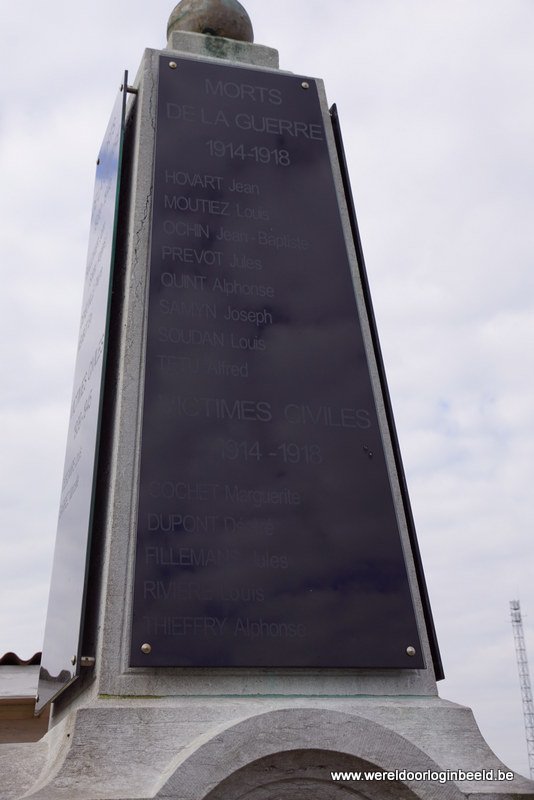 MORTS
DE LA GUERRE
1914-1918
HOVART Jean
MOUTIEZ Louis
OCHIN Jean-Baptiste
PREVOT Jules
QUINT Alphonse
SAMYN Joseph
SOUDAN Louis
TETU Alfred
VICTIMES CIVILES
1914-1918
COCHET Marguerite
DUPONT Désiré
FILLEMANS Jules
RIVIERE Louis
THIEFFRY Alphonse
www.wereldoorloginbeeld.be